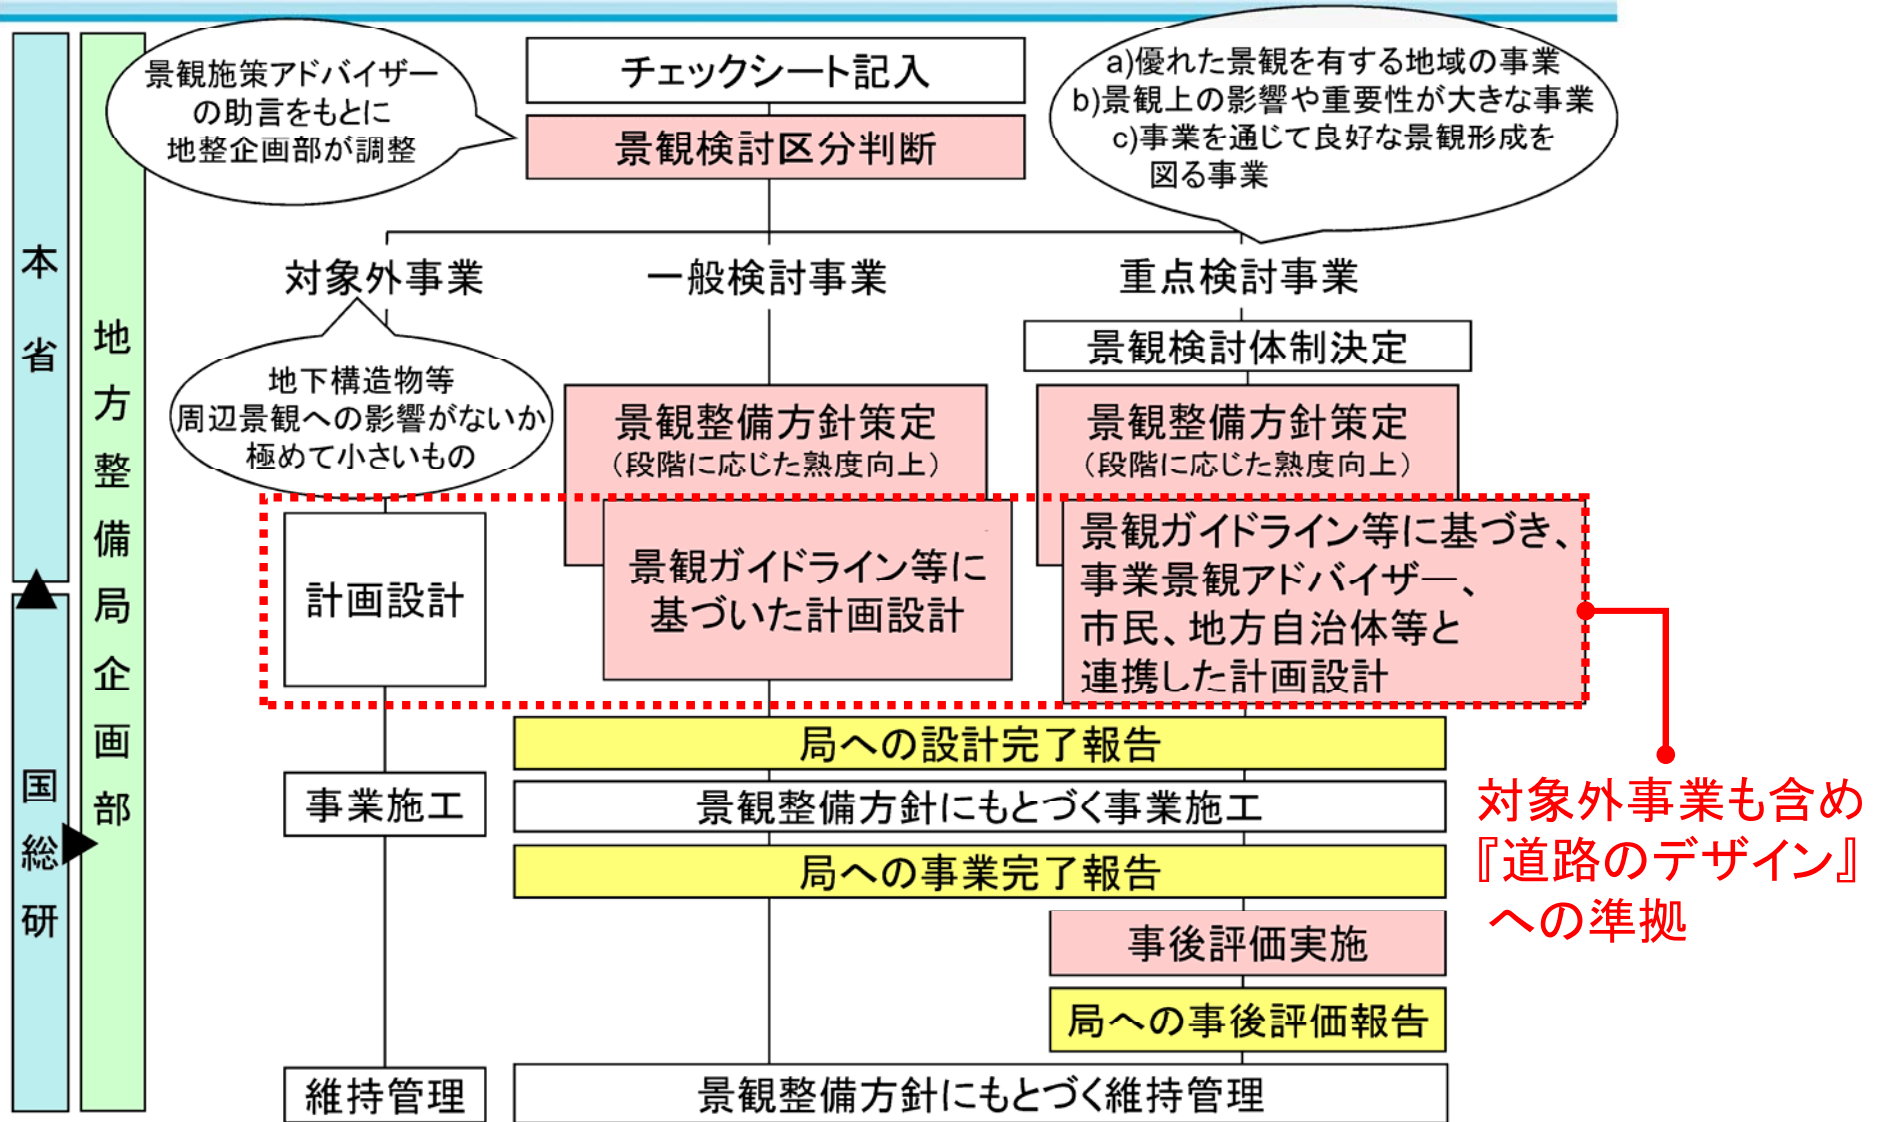 本省
国総研
地方整備局企画部
景観施策アドバイザー
の助言をもとに
地整企画部が調整
チェックシート記入
景観検討区分判断
a)優れた景観を有する地域の事業
b)景観上の影響や重要性が大きな事業
c)事業を通じて良好な景観形成を
図る事業
対象外事業
一般検討事業
重点検討事業
地下構造物等
周辺景観への影響がないか
極めて小さいもの
景観検討体制決定
景観整備方針策定
（段階に応じた熟度向上）
景観整備方針策定
（段階に応じた熟度向上）
計画設計
景観ガイドライン等に
基づいた計画設計
景観ガイドライン等に基づき、
事業景観アドバイザー、
市民、地方自治体等と
連携した計画設計
局への設計完了報告
事業施工
景観整備方針にもとづく事業施工
局への事業完了報告
事後評価実施
局への事後評価報告
維持管理
景観整備方針にもとづく維持管理
対象外事業も含め
『道路のデザイン』
への準拠